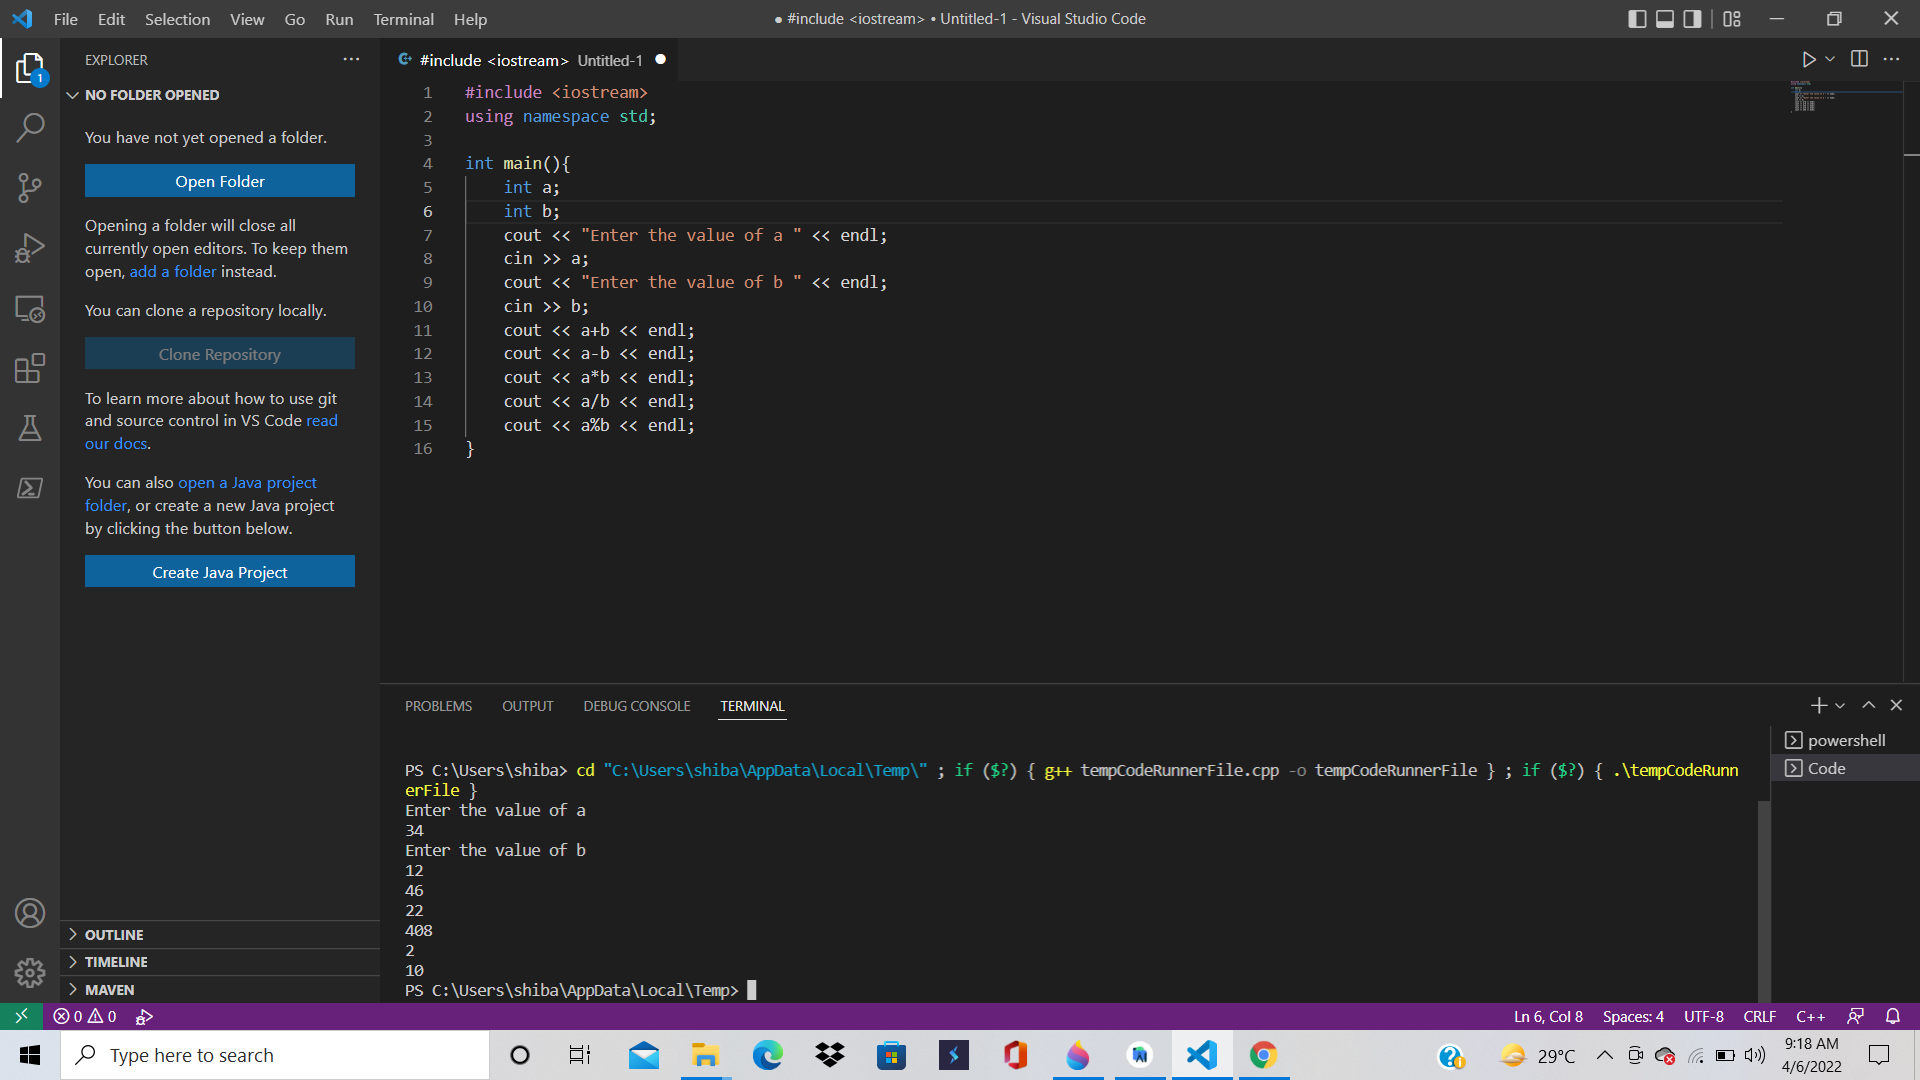 File Edit Selection View Go Run Terminal Help
● #include <iostream> • Untitled-1 - Visual Studio Code
EXPLORER
1
NO FOLDER OPENED
You have not yet opened a folder.
Open Folder
Opening a folder will close all
currently open editors. To keep them
open, add a folder instead.
You can clone a repository locally.
Clone Repository
To learn more about how to use git
and source control in VS Code read
our docs.
You can also open a Java project
folder, or create a new Java project
by clicking the button below.
Create Java Project
OUTLINE
TIMELINE
MAVEN
#include <iostream> Untitled-1 ●
1 #include <iostream>
2 using namespace std;
3
4 int main(){
5     int a;
6     int b;
7     cout << "Enter the value of a " << endl;
8     cin >> a;
9     cout << "Enter the value of b " << endl;
10     cin >> b;
11     cout << a+b << endl;
12     cout << a-b << endl;
13     cout << a*b << endl;
14     cout << a/b << endl;
15     cout << a%b << endl;
16 }
PROBLEMS OUTPUT DEBUG CONSOLE TERMINAL
PS C:\Users\shiba> cd "C:\Users\shiba\AppData\Local\Temp\" ; if ($?) { g++ tempCodeRunnerFile.cpp -o tempCodeRunnerFile } ; if ($?) { .\tempCodeRunn
erFile }
Enter the value of a
34
Enter the value of b
12
46
22
408
2
10
PS C:\Users\shiba\AppData\Local\Temp>
powershell
Code
0 0
Ln 6, Col 8 Spaces: 4 UTF-8 CRLF C++
Type here to search
29°C
9:18 AM
4/6/2022